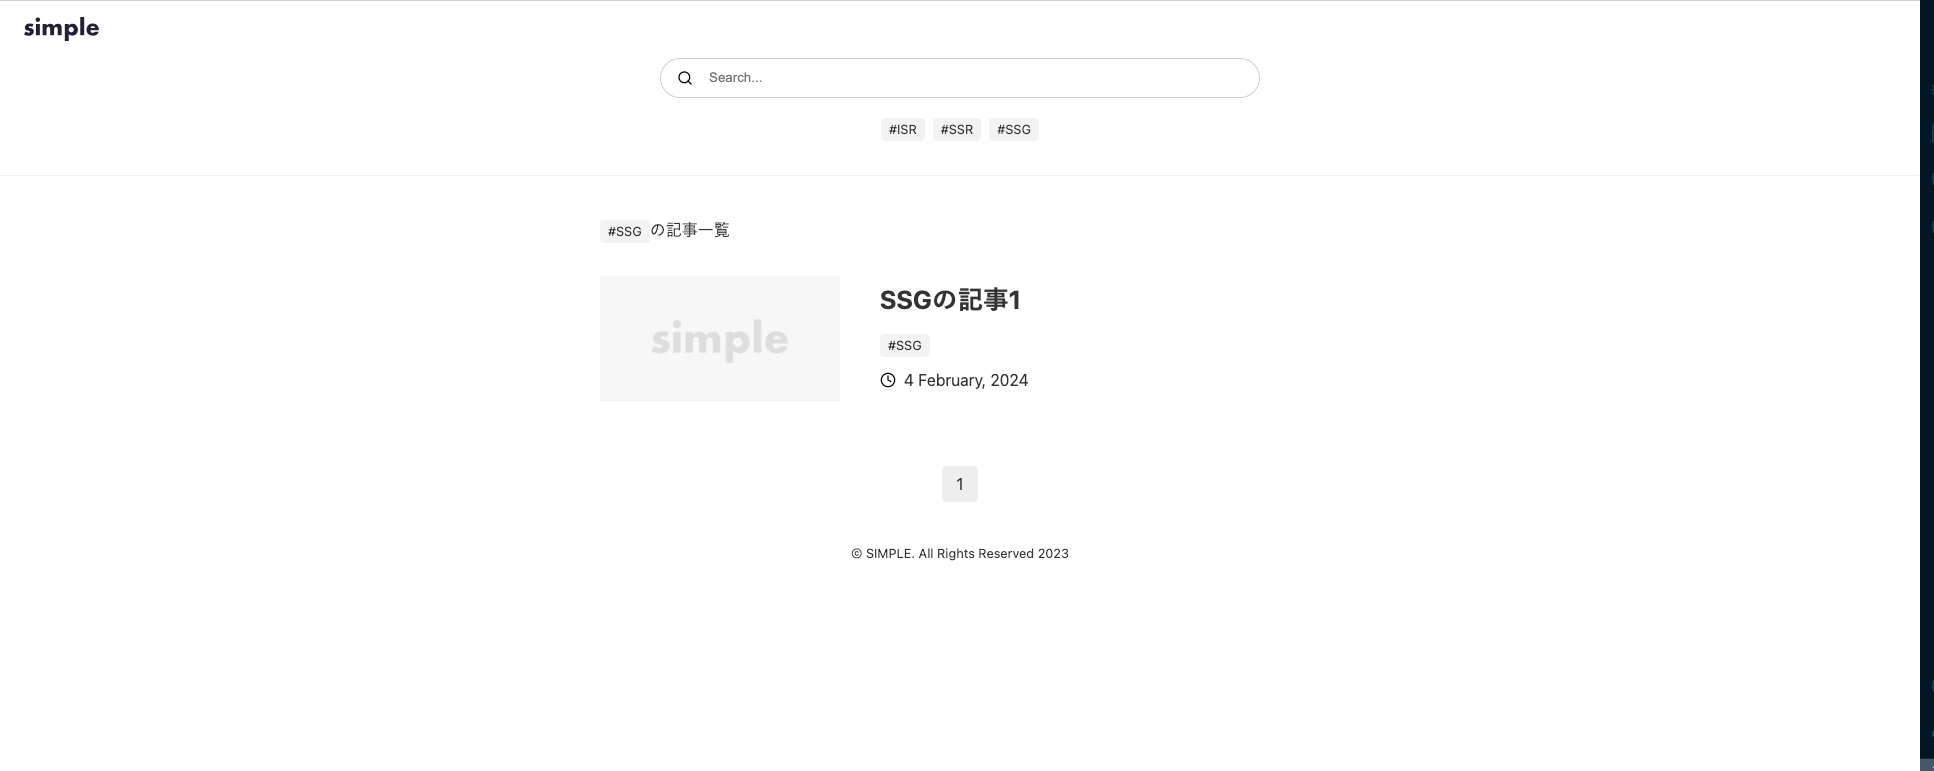 simple
Search...
#ISR #SSR #SSG
#SSG の記事一覧
simple
SSGの記事1
#SSG
4 February, 2024
1
© SIMPLE. All Rights Reserved 2023